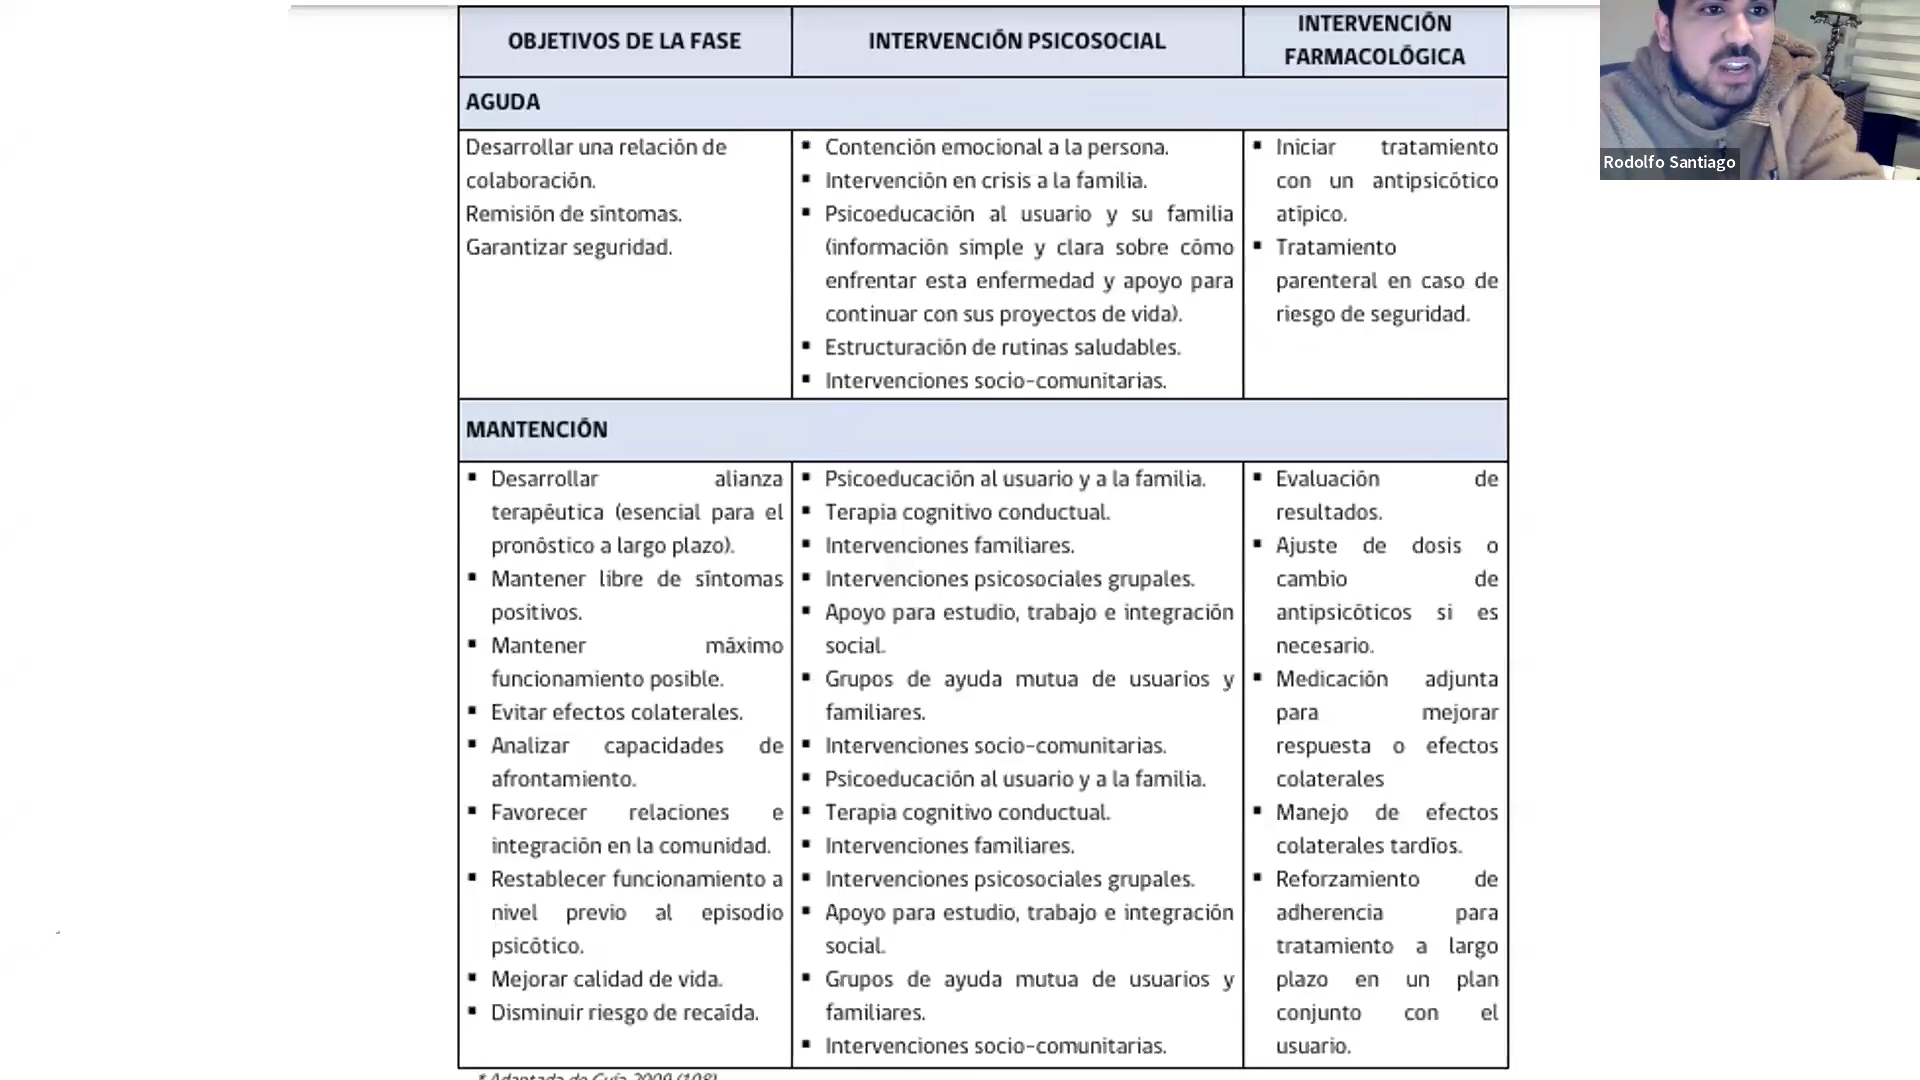 OBJETIVOS DE LA FASE
INTERVENCIÓN PSICOSOCIAL
INTERVENCIÓN
FARMACOLÓGICA
AGUDA
Desarrollar una relación de
colaboración.
Remisión de síntomas.
Garantizar seguridad.
▪ Contención emocional a la persona.
▪ Intervención en crisis a la familia.
▪ Psicoeducación al usuario y su familia
(información simple y clara sobre cómo
enfrentar esta enfermedad y apoyo para
continuar con sus proyectos de vida).
▪ Estructuración de rutinas saludables.
▪ Intervenciones socio-comunitarias.
▪ Iniciar tratamiento
con un antipsicótico
atípico.
▪ Tratamiento
parenteral en caso de
riesgo de seguridad.
MANTENCIÓN
▪ Desarrollar alianza
terapéutica (esencial para el
pronóstico a largo plazo).
▪ Mantener libre de síntomas
positivos.
▪ Mantener máximo
funcionamiento posible.
▪ Evitar efectos colaterales.
▪ Analizar capacidades de
afrontamiento.
▪ Favorecer relaciones e
integración en la comunidad.
▪ Restablecer funcionamiento a
nivel previo al episodio
psicótico.
▪ Mejorar calidad de vida.
▪ Disminuir riesgo de recaída.
▪ Psicoeducación al usuario y a la familia.
▪ Terapia cognitivo conductual.
▪ Intervenciones familiares.
▪ Intervenciones psicosociales grupales.
▪ Apoyo para estudio, trabajo e integración
social.
▪ Grupos de ayuda mutua de usuarios y
familiares.
▪ Intervenciones socio-comunitarias.
▪ Psicoeducación al usuario y a la familia.
▪ Terapia cognitivo conductual.
▪ Intervenciones familiares.
▪ Intervenciones psicosociales grupales.
▪ Apoyo para estudio, trabajo e integración
social.
▪ Grupos de ayuda mutua de usuarios y
familiares.
▪ Intervenciones socio-comunitarias.
▪ Evaluación de
resultados.
▪ Ajuste de dosis o
cambio de
antipsicóticos si es
necesario.
▪ Medicación adjunta
para mejorar
respuesta o efectos
colaterales
▪ Manejo de efectos
colaterales tardíos.
▪ Reforzamiento de
adherencia para
tratamiento a largo
plazo en un plan
conjunto con el
usuario.
* Adaptada de Guía 2009 (108)
Rodolfo Santiago